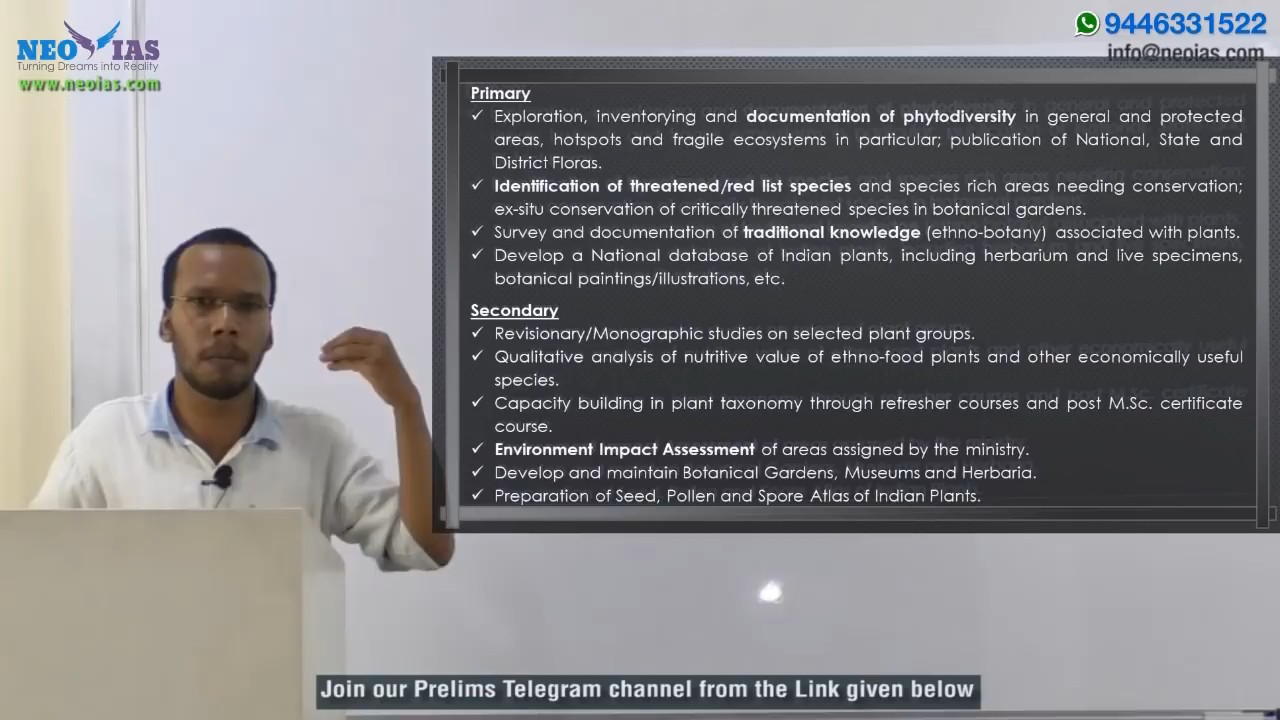 NEO IAS
Turning Dreams into Reality
www.neoias.com
9446331522
info@neoias.com
Primary
✓ Exploration, inventorying and documentation of phytodiversity in general and protected
areas, hotspots and fragile ecosystems in particular; publication of National, State and
District Floras.
✓ Identification of threatened/red list species and species rich areas needing conservation;
ex-situ conservation of critically threatened species in botanical gardens.
✓ Survey and documentation of traditional knowledge (ethno-botany) associated with plants.
✓ Develop a National database of Indian plants, including herbarium and live specimens,
botanical paintings/illustrations, etc.
Secondary
✓ Revisionary/Monographic studies on selected plant groups.
✓ Qualitative analysis of nutritive value of ethno-food plants and other economically useful
species.
✓ Capacity building in plant taxonomy through refresher courses and post M.Sc. certificate
course.
✓ Environment Impact Assessment of areas assigned by the ministry.
✓ Develop and maintain Botanical Gardens, Museums and Herbaria.
✓ Preparation of Seed, Pollen and Spore Atlas of Indian Plants.
Join our Prelims Telegram channel from the Link given below